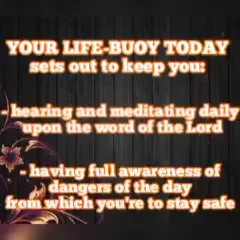 YOUR LIFE-BUOY TODAY
sets out to keep you:
- hearing and meditating daily
upon the word of the Lord
- having full awareness of
dangers of the day
from which you're to stay safe